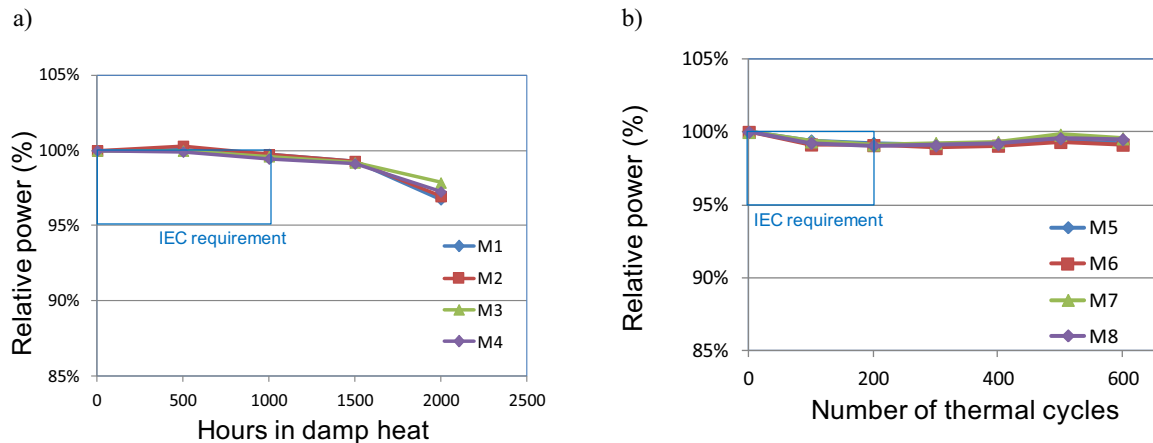 a)
105%
100%
95%
90%
85%
Relative power (%)
IEC requirement
M1
M2
M3
M4
0 500 1000 1500 2000 2500
Hours in damp heat
b)
105%
100%
95%
90%
85%
Relative power (%)
IEC requirement
M5
M6
M7
M8
0 200 400 600
Number of thermal cycles